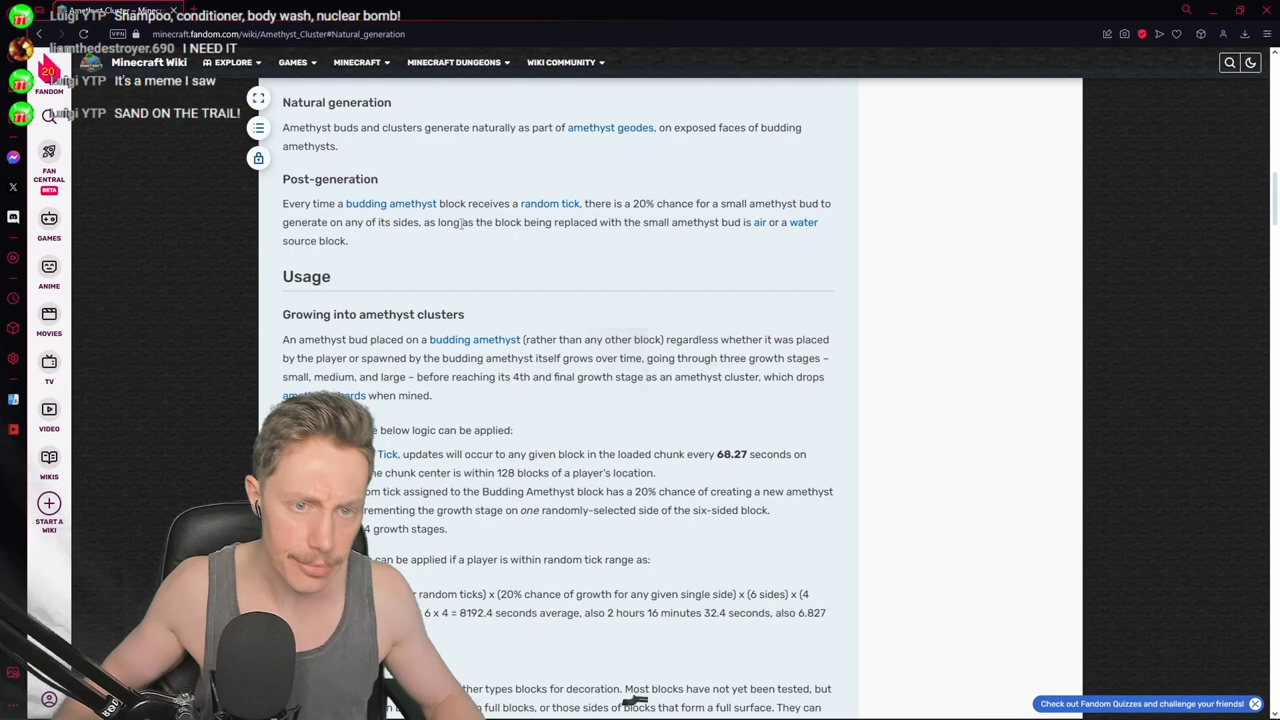 Luigi YTP Shampoo, conditioner, body wash, nutrient bomb!
liamthedestroyer.690 I NEED IT
Luigi YTP It's a meme I saw
Luigi YTP SAND ON THE TRAIL!
Amethyst Cluster – Mine
VPN minecraft.fandom.com/wiki/Amethyst_Cluster#Natural_generation
20
FANDOM
FAN CENTRAL
BETA
GAMES
ANIME
MOVIES
TV
VIDEO
WIKIS
START A WIKI
Minecraft Wiki EXPLORE GAMES MINECRAFT MINECRAFT DUNGEONS WIKI COMMUNITY
Natural generation
Amethyst buds and clusters generate naturally as part of amethyst geodes, on exposed faces of budding
amethysts.
Post-generation
Every time a budding amethyst block receives a random tick, there is a 20% chance for a small amethyst bud to
generate on any of its sides, as long as the block being replaced with the small amethyst bud is air or a water
source block.
Usage
Growing into amethyst clusters
An amethyst bud placed on a budding amethyst (rather than any other block) regardless whether it was placed
by the player or spawned by the budding amethyst itself grows over time, going through three growth stages –
small, medium, and large – before reaching its 4th and final growth stage as an amethyst cluster, which drops
when mined.
e below logic can be applied:
Tick, updates will occur to any given block in the loaded chunk every 68.27 seconds on
he chunk center is within 128 blocks of a player's location.
om tick assigned to the Budding Amethyst block has a 20% chance of creating a new amethyst
rementing the growth stage on one randomly-selected side of the six-sided block.
4 growth stages.
can be applied if a player is within random tick range as:
r random ticks) x (20% chance of growth for any given single side) x (6 sides) x (4
6 x 4 = 8192.4 seconds average, also 2 hours 16 minutes 32.4 seconds, also 6.827
her types blocks for decoration. Most blocks have not yet been tested, but
full blocks, or those sides of blocks that form a full surface. They can
Check out Fandom Quizzes and challenge your friends!